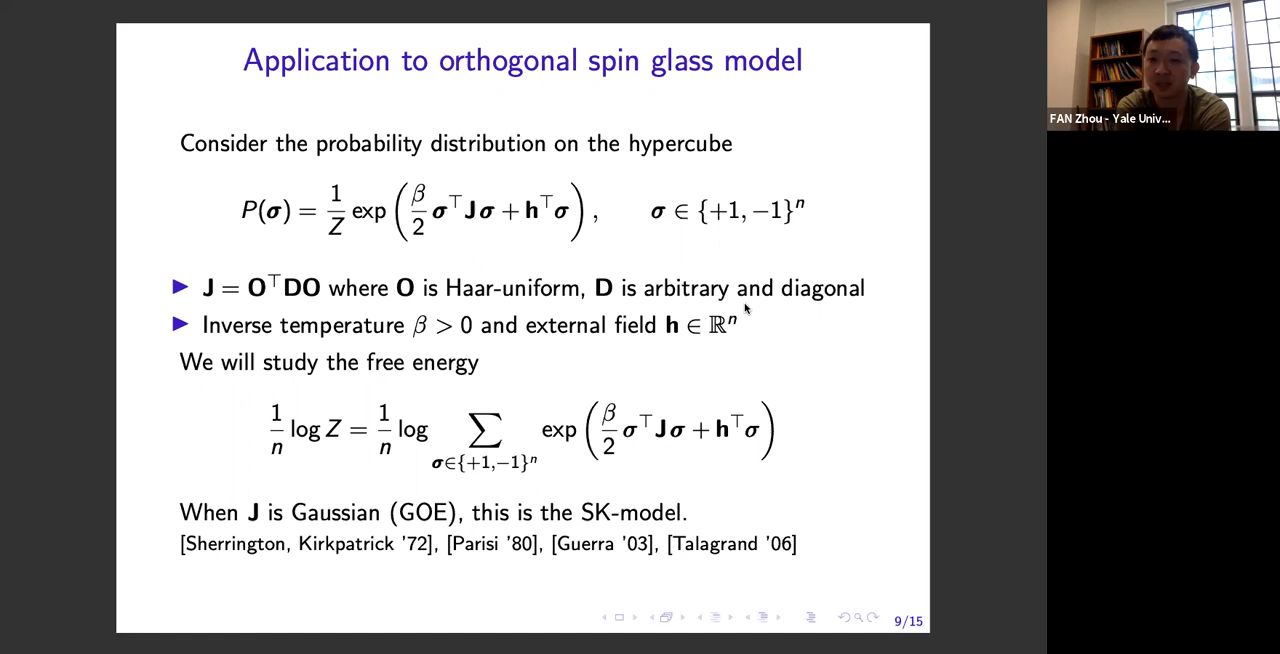 Application to orthogonal spin glass model
Consider the probability distribution on the hypercube
P(σ) = 1/Z exp(β/2 σ⊤Jσ + h⊤σ), σ ∈ {+1, −1}ⁿ
▶ J = O⊤DO where O is Haar-uniform, D is arbitrary and diagonal
▶ Inverse temperature β > 0 and external field h ∈ ℝⁿ
We will study the free energy
1/n log Z = 1/n log ∑_{σ∈{+1,−1}ⁿ} exp(β/2 σ⊤Jσ + h⊤σ)
When J is Gaussian (GOE), this is the SK-model.
[Sherrington, Kirkpatrick '72], [Parisi '80], [Guerra '03], [Talagrand '06]
9/15
FAN Zhou - Yale Univ...